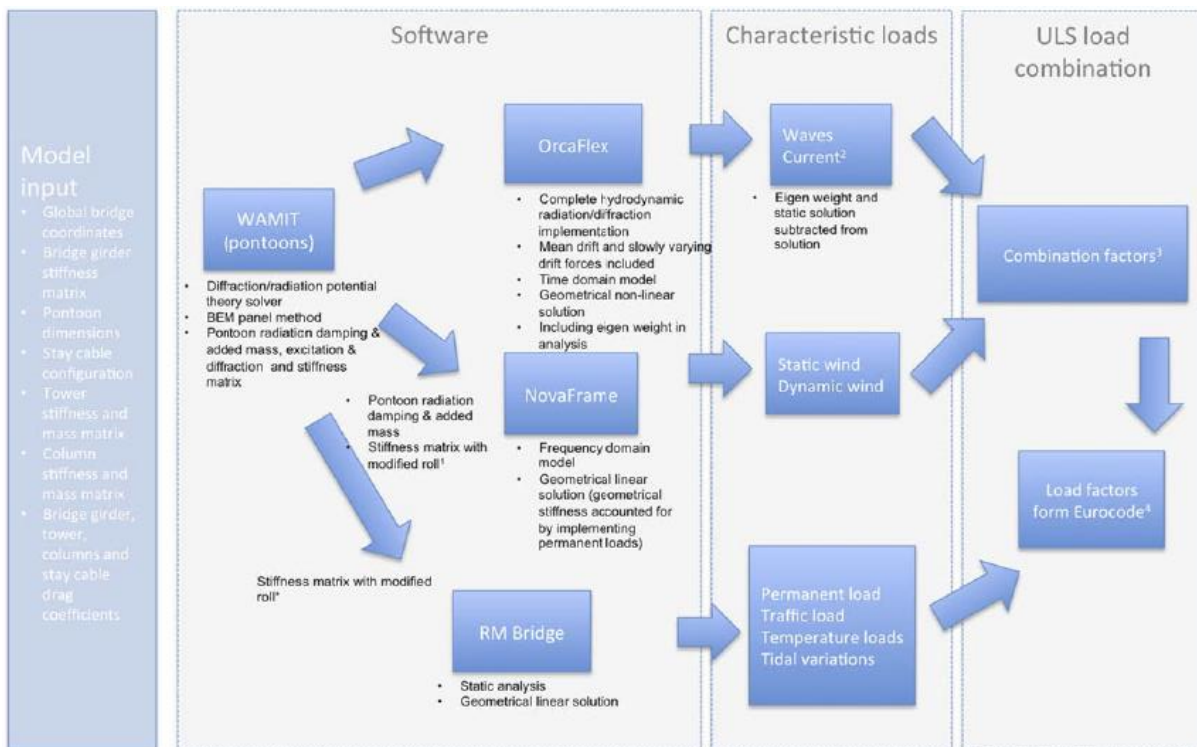 Software
Characteristic loads
ULS load
combination
Model
input
• Global bridge
coordinates
• Bridge girder
stiffness
matrix
• Pontoon
dimensions
• Stay cable
configuration
• Tower
stiffness and
mass matrix
• Column
stiffness and
mass matrix
• Bridge girder,
tower,
columns and
stay cable
drag
coefficients
WAMIT
(pontoons)
• Diffraction/radiation potential
theory solver
• BEM panel method
• Pontoon radiation damping &
added mass, excitation &
diffraction and stiffness
matrix
• Pontoon radiation
damping & added
mass
• Stiffness matrix with
modified roll¹
Stiffness matrix with modified
roll*
OrcaFlex
• Complete hydrodynamic
radiation/diffraction
implementation
• Mean drift and slowly varying
drift forces included
• Time domain model
• Geometrical non-linear
solution
• Including eigen weight in
analysis
NovaFrame
• Frequency domain
model
• Geometrical linear
solution (geometrical
stiffness accounted for
by implementing
permanent loads)
RM Bridge
• Static analysis
• Geometrical linear solution
Waves
Current²
• Eigen weight and
static solution
subtracted from
solution
Static wind
Dynamic wind
Permanent load
Traffic load
Temperature loads
Tidal variations
Combination factors³
Load factors
form Eurocode⁴